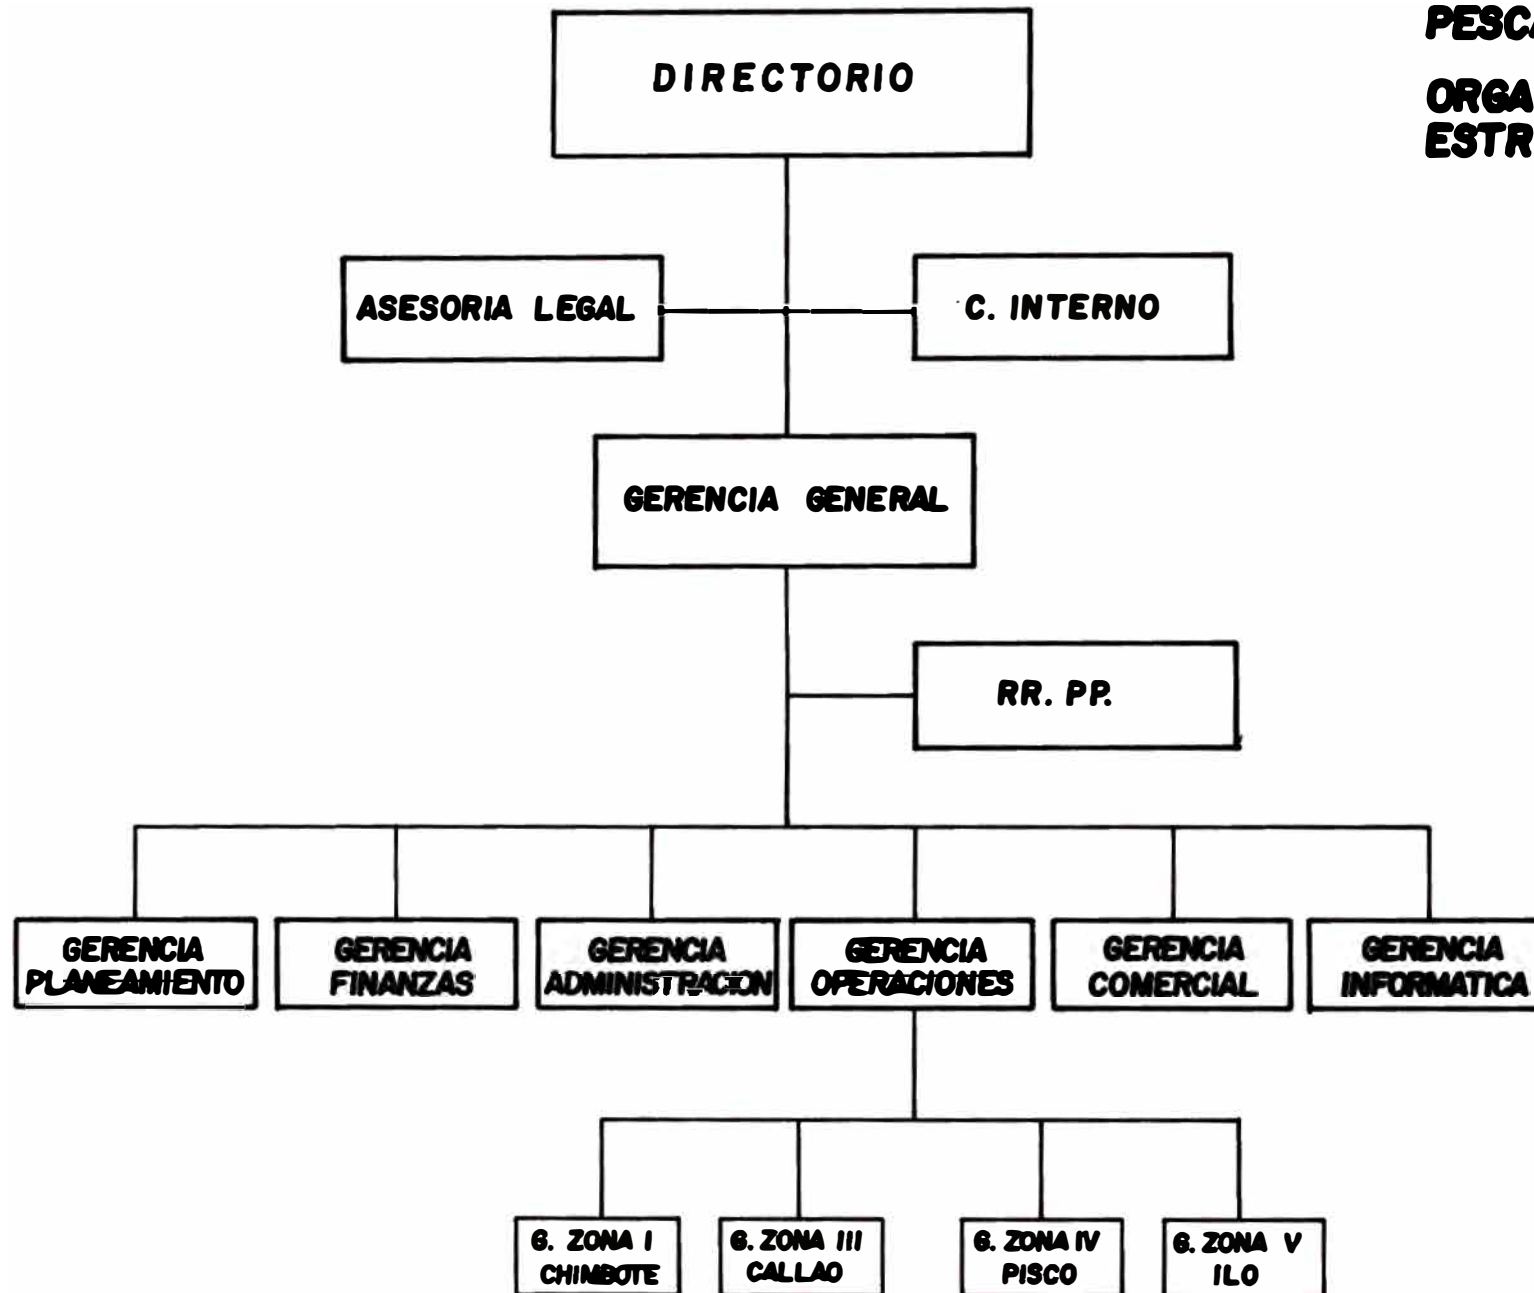 DIRECTORIO
ASESORIA LEGAL
C. INTERNO
GERENCIA GENERAL
RR. PP.
GERENCIA
PLANEAMIENTO
GERENCIA
FINANZAS
GERENCIA
ADMINISTRACION
GERENCIA
OPERACIONES
GERENCIA
COMERCIAL
GERENCIA
INFORMATICA
G. ZONA I
CHIMBOTE
G. ZONA III
CALLAO
G. ZONA IV
PISCO
G. ZONA V
ILO